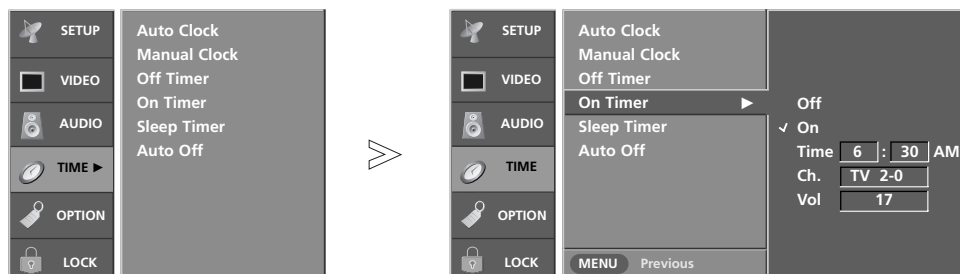 SETUP
VIDEO
AUDIO
TIME ►
OPTION
LOCK
Auto Clock
Manual Clock
Off Timer
On Timer
Sleep Timer
Auto Off
SETUP
VIDEO
AUDIO
TIME
OPTION
LOCK
Auto Clock
Manual Clock
Off Timer
On Timer ►
Sleep Timer
Auto Off
MENU Previous
Off
✓ On
Time 6 : 30 AM
Ch. TV 2-0
Vol 17